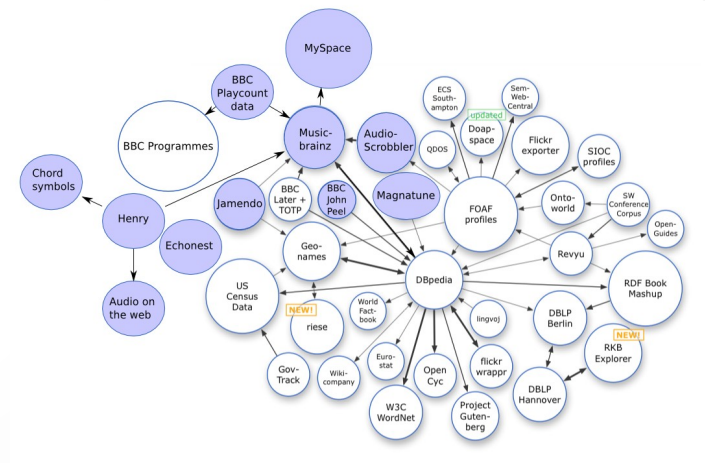 MySpace
BBC
Playcount
data
BBC Programmes
Music-
brainz
Audio-
Scrobbler
ECS
South-
ampton
Sem-
Web-
Central
updated
Doap-
space
QDOS
Flickr
exporter
SIOC
profiles
Chord
symbols
Henry
Echonest
Jamendo
BBC
Later +
TOTP
BBC
John
Peel
Magnatune
FOAF
profiles
Onto-
world
SW
Conference
Corpus
Open-
Guides
Revyu
Geo-
names
DBpedia
Audio on
the web
US
Census
Data
NEW!
riese
World
Fact-
book
lingvoj
DBLP
Berlin
RDF Book
Mashup
NEW!
RKB
Explorer
Gov-
Track
Wiki-
company
Euro-
stat
Open
Cyc
flickr
wrappr
W3C
WordNet
Project
Guten-
berg
DBLP
Hannover